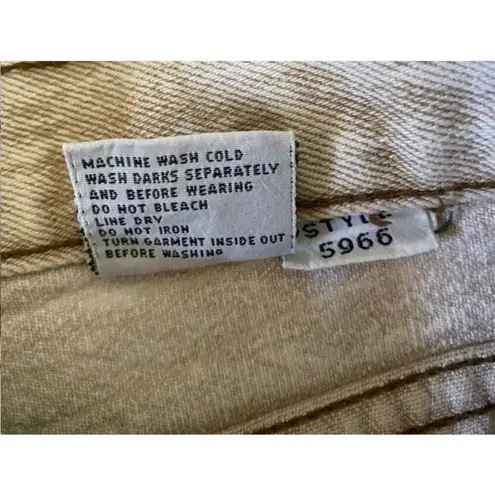 MACHINE WASH COLD
WASH DARKS SEPARATELY
AND BEFORE WEARING
DO NOT BLEACH
LINE DRY
DO NOT IRON
TURN GARMENT INSIDE OUT
BEFORE WASHING
STYLE
5966